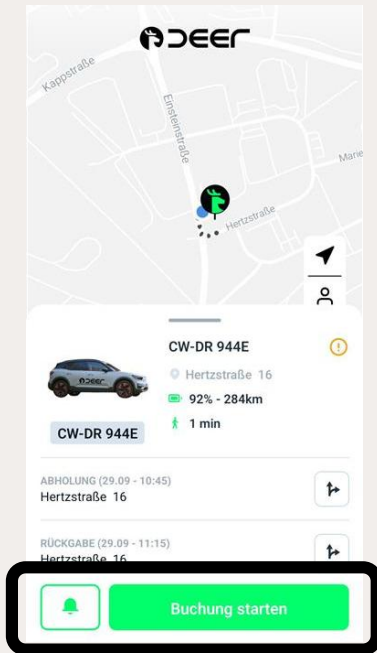 DEER
Kappstraße
Einsteinstraße
Marie
Hertzstraße
CW-DR 944E
Hertzstraße 16
92% - 284km
1 min
DEER
CW-DR 944E
ABHOLUNG (29.09 - 10:45)
Hertzstraße 16
RÜCKGABE (29.09 - 11:15)
Hertzstraße 16
Buchung starten